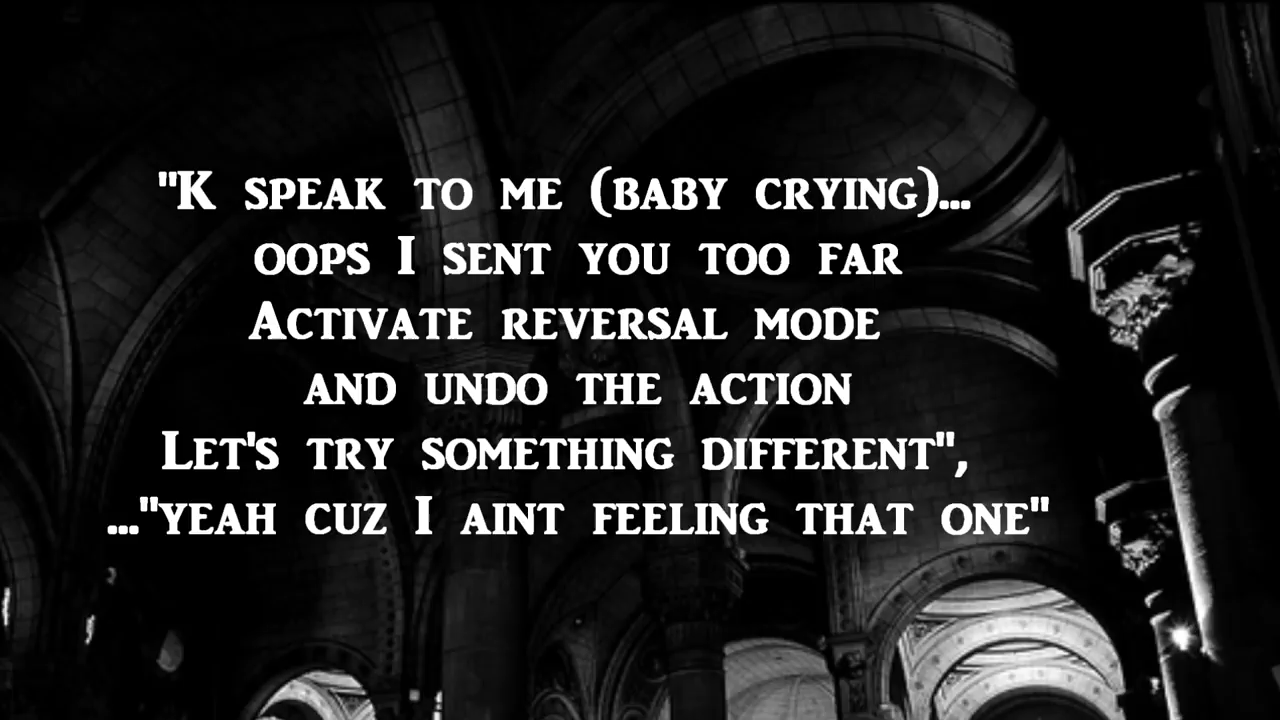 "K speak to me (baby crying)...
oops I sent you too far
Activate reversal mode
and undo the action
Let's try something different",
..."yeah cuz I aint feeling that one"